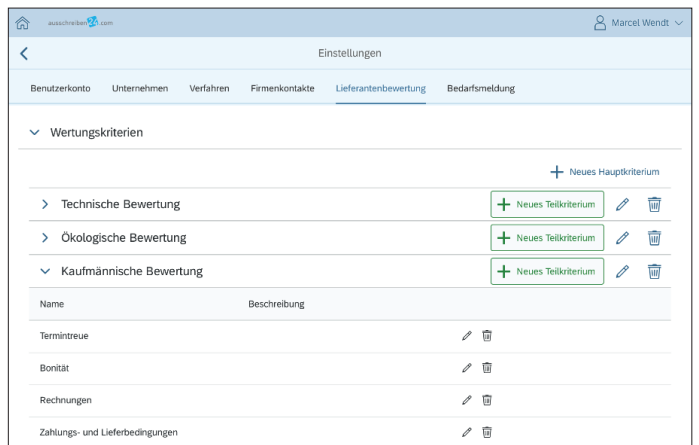 ausschreiben24.com
Marcel Wendt
Einstellungen
Benutzerkonto Unternehmen Verfahren Firmenkontakte Lieferantenbewertung Bedarfsmeldung
Wertungskriterien
Neues Hauptkriterium
Technische Bewertung Neues Teilkriterium
Ökologische Bewertung Neues Teilkriterium
Kaufmännische Bewertung Neues Teilkriterium
Name Beschreibung
Termintreue
Bonität
Rechnungen
Zahlungs- und Lieferbedingungen